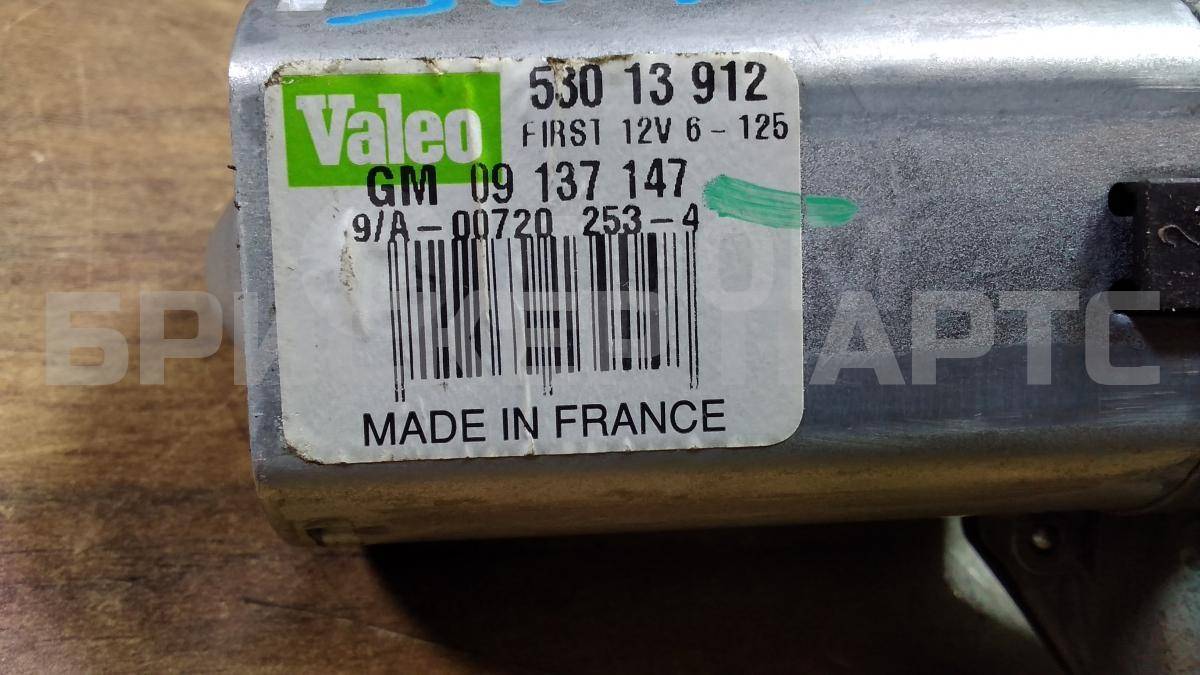 Valeo
530 13 912
FIRST 12V 6 - 125
GM 09 137 147
9/A - 00720 253 - 4
MADE IN FRANCE
ПАРТС